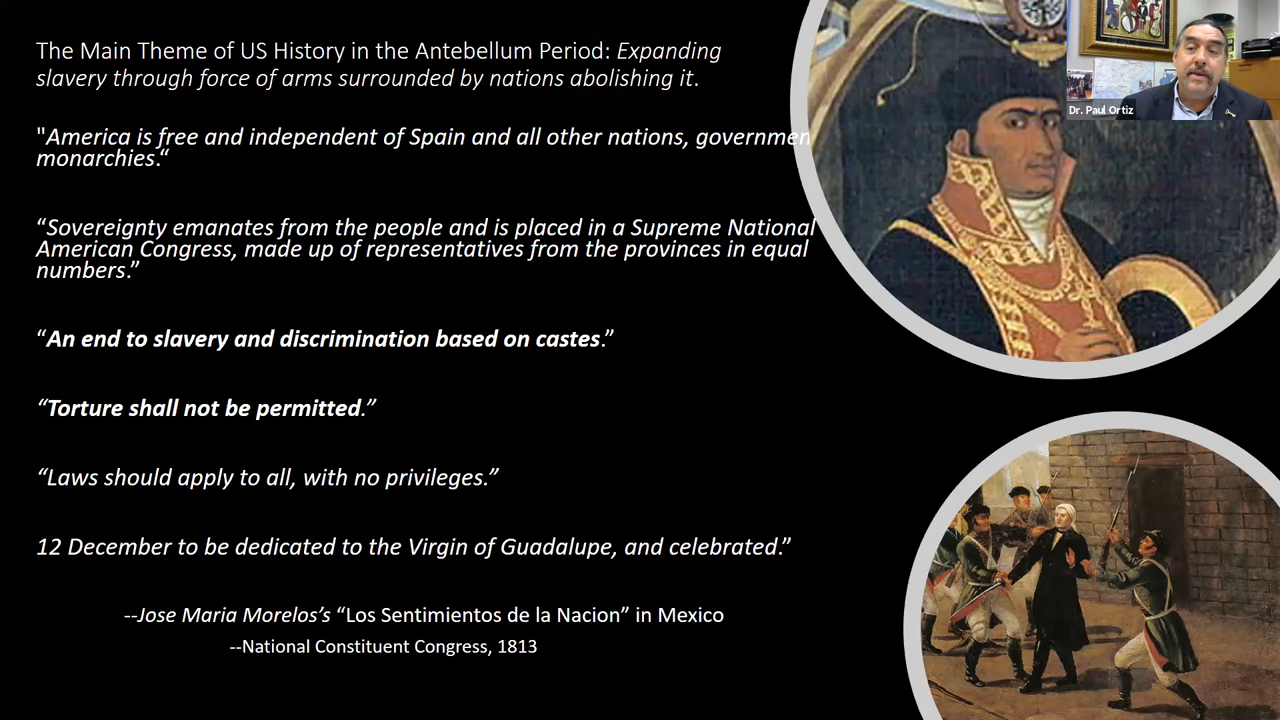 The Main Theme of US History in the Antebellum Period: Expanding
slavery through force of arms surrounded by nations abolishing it.
"America is free and independent of Spain and all other nations, governmen
monarchies.“
“Sovereignty emanates from the people and is placed in a Supreme National
American Congress, made up of representatives from the provinces in equal
numbers.”
“An end to slavery and discrimination based on castes.”
“Torture shall not be permitted.”
“Laws should apply to all, with no privileges.”
12 December to be dedicated to the Virgin of Guadalupe, and celebrated.”
--Jose Maria Morelos’s “Los Sentimientos de la Nacion” in Mexico
--National Constituent Congress, 1813
Dr. Paul Ortiz